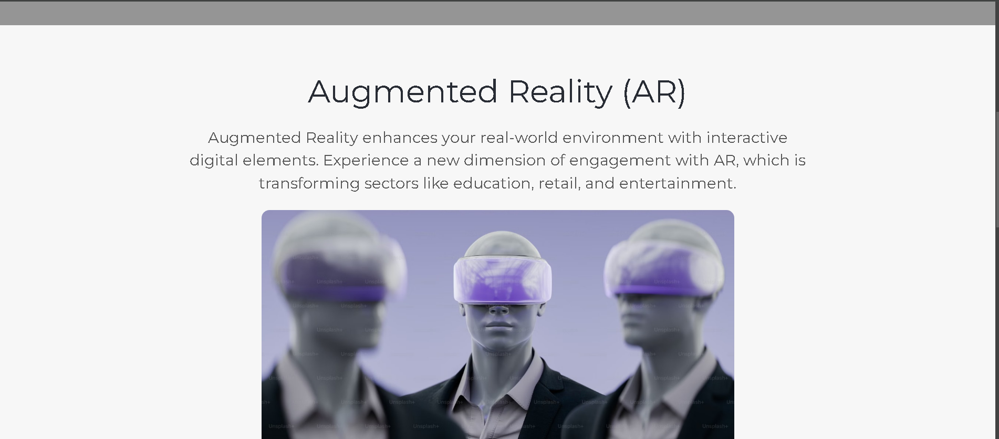 Augmented Reality (AR)
Augmented Reality enhances your real-world environment with interactive
digital elements. Experience a new dimension of engagement with AR, which is
transforming sectors like education, retail, and entertainment.
Unsplash+